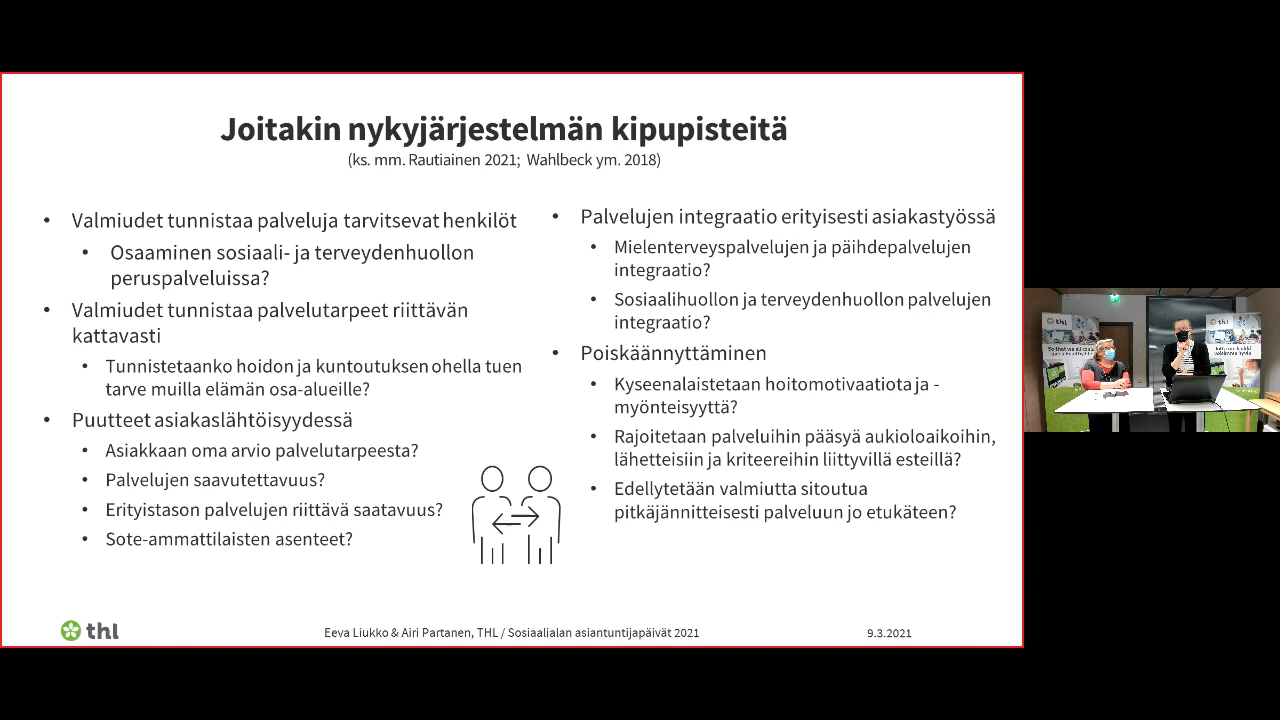 Joitakin nykyjärjestelmän kipupisteitä
(ks. mm. Rautiainen 2021; Wahlbeck ym. 2018)
• Valmiudet tunnistaa palveluja tarvitsevat henkilöt
• Osaaminen sosiaali- ja terveydenhuollon
peruspalveluissa?
• Valmiudet tunnistaa palvelutarpeet riittävän
kattavasti
• Tunnistetaanko hoidon ja kuntoutuksen ohella tuen
tarve muilla elämän osa-alueille?
• Puutteet asiakaslähtöisyydessä
• Asiakkaan oma arvio palvelutarpeesta?
• Palvelujen saavutettavuus?
• Erityistason palvelujen riittävä saatavuus?
• Sote-ammattilaisten asenteet?
• Palvelujen integraatio erityisesti asiakastyössä
• Mielenterveyspalvelujen ja päihdepalvelujen
integraatio?
• Sosiaalihuollon ja terveydenhuollon palvelujen
integraatio?
• Poiskäännyttäminen
• Kyseenalaistetaan hoitomotivaatiota ja -
myönteisyyttä?
• Rajoitetaan palveluihin pääsyä aukioloaikoihin,
lähetteisiin ja kriteereihin liittyvillä esteillä?
• Edellytetään valmiutta sitoutua
pitkäjännitteisesti palveluun jo etukäteen?
thl
Eeva Liukko & Airi Partanen, THL / Sosiaalialan asiantuntijapäivät 2021
9.3.2021
thl
thl